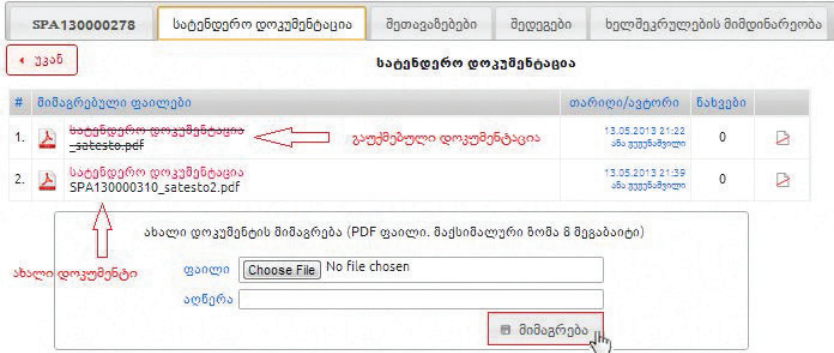 SPA130000278 სატენდერო დოკუმენტაცია შეთავაზებები შედეგები ხელშეკრულების მიმდინარეობა
უკან
სატენდერო დოკუმენტაცია
# მიმაგრებული ფაილები თარიღი/ავტორი ნახვები
1. სატენდერო დოკუმენტაცია გაუქმებული დოკუმენტაცია 13.05.2013 21:22 0
_satesto.pdf ანა
2. სატენდერო დოკუმენტაცია 13.05.2013 21:39 0
SPA130000310_satesto2.pdf ანა
ახალი დოკუმენტის მიმაგრება (PDF ფაილი. მაქსიმალური ზომა 8 მეგაბაიტი)
ახალი დოკუმენტი
ფაილი Choose File No file chosen
აღწერა
მიმაგრება